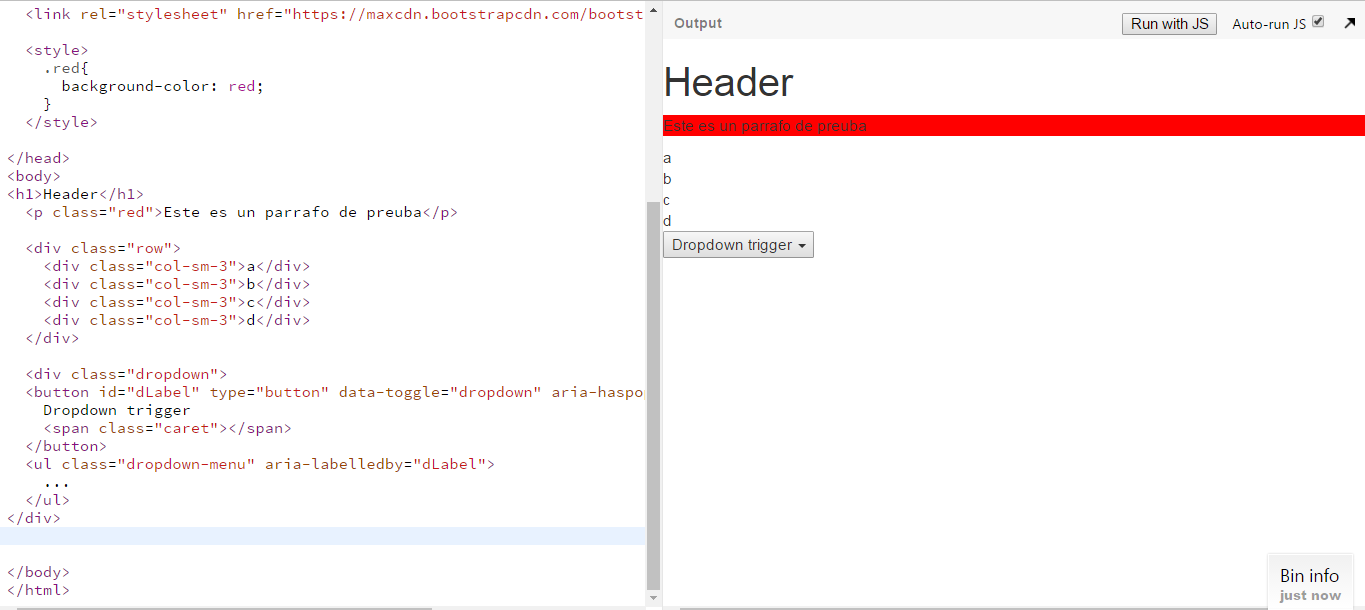 <link rel="stylesheet" href="https://maxcdn.bootstrapcdn.com/bootst
<style>
.red{
background-color: red;
}
</style>
</head>
<body>
<h1>Header</h1>
<p class="red">Este es un parrafo de preuba</p>
<div class="row">
<div class="col-sm-3">a</div>
<div class="col-sm-3">b</div>
<div class="col-sm-3">c</div>
<div class="col-sm-3">d</div>
</div>
<div class="dropdown">
<button id="dLabel" type="button" data-toggle="dropdown" aria-haspop
Dropdown trigger
<span class="caret"></span>
</button>
<ul class="dropdown-menu" aria-labelledby="dLabel">
...
</ul>
</div>
</body>
</html>
Output
Run with JS
Auto-run JS
Header
Este es un parrafo de preuba
a
b
c
d
Dropdown trigger
Bin info
just now